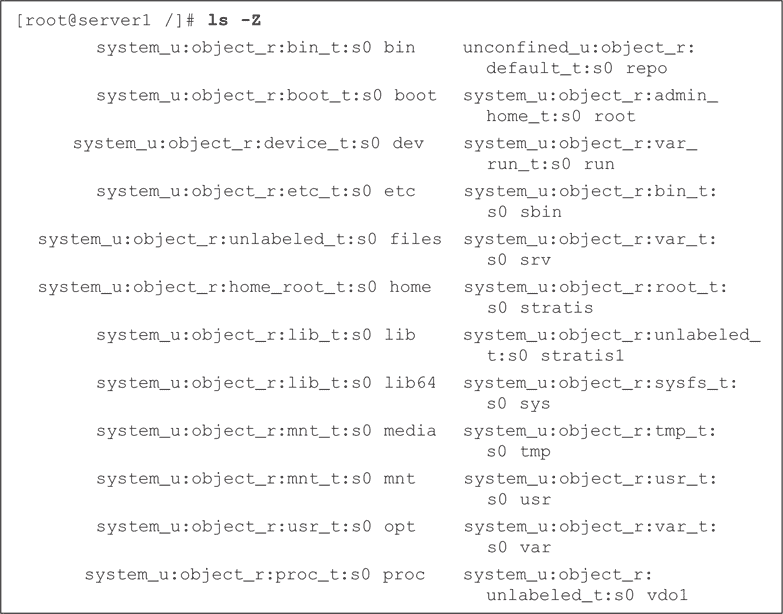 [root@server1 /]# ls -Z
system_u:object_r:bin_t:s0 bin unconfined_u:object_r:
default_t:s0 repo
system_u:object_r:boot_t:s0 boot system_u:object_r:admin_
home_t:s0 root
system_u:object_r:device_t:s0 dev system_u:object_r:var_
run_t:s0 run
system_u:object_r:etc_t:s0 etc system_u:object_r:bin_t:
s0 sbin
system_u:object_r:unlabeled_t:s0 files system_u:object_r:var_t:
s0 srv
system_u:object_r:home_root_t:s0 home system_u:object_r:root_t:
s0 stratis
system_u:object_r:lib_t:s0 lib system_u:object_r:unlabeled_
t:s0 stratis1
system_u:object_r:lib_t:s0 lib64 system_u:object_r:sysfs_t:
s0 sys
system_u:object_r:mnt_t:s0 media system_u:object_r:tmp_t:
s0 tmp
system_u:object_r:mnt_t:s0 mnt system_u:object_r:usr_t:
s0 usr
system_u:object_r:usr_t:s0 opt system_u:object_r:var_t:
s0 var
system_u:object_r:proc_t:s0 proc system_u:object_r:
unlabeled_t:s0 vdo1